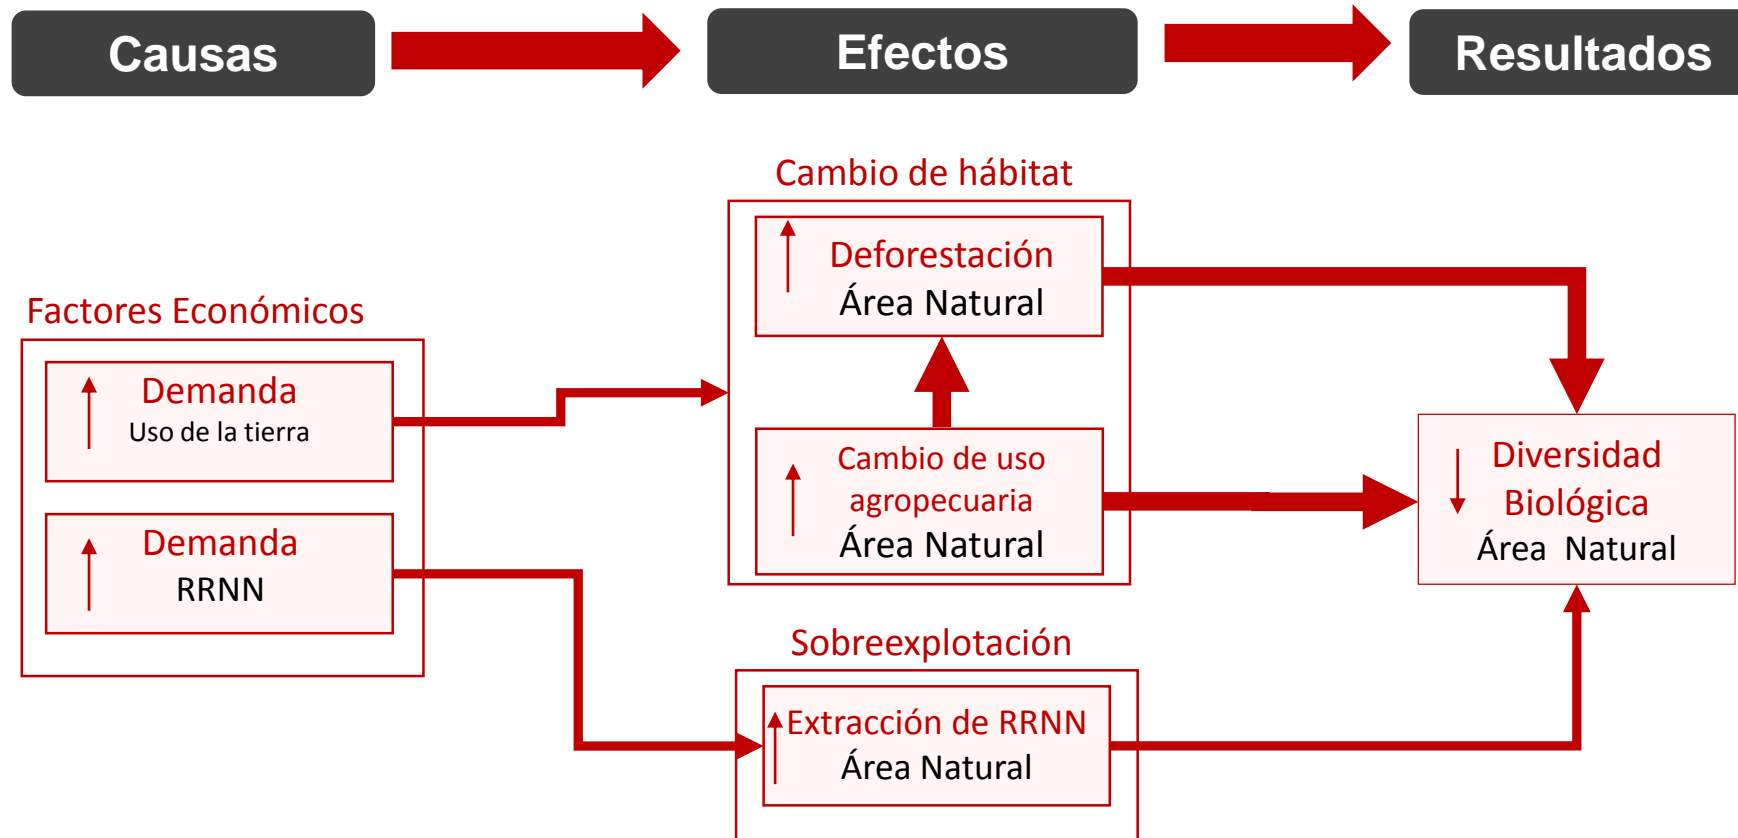 Causas
Efectos
Resultados
Factores Económicos
Demanda
Uso de la tierra
Demanda
RRNN
Cambio de hábitat
Deforestación
Área Natural
Cambio de uso
agropecuaria
Área Natural
Sobreexplotación
Extracción de RRNN
Área Natural
Diversidad
Biológica
Área Natural